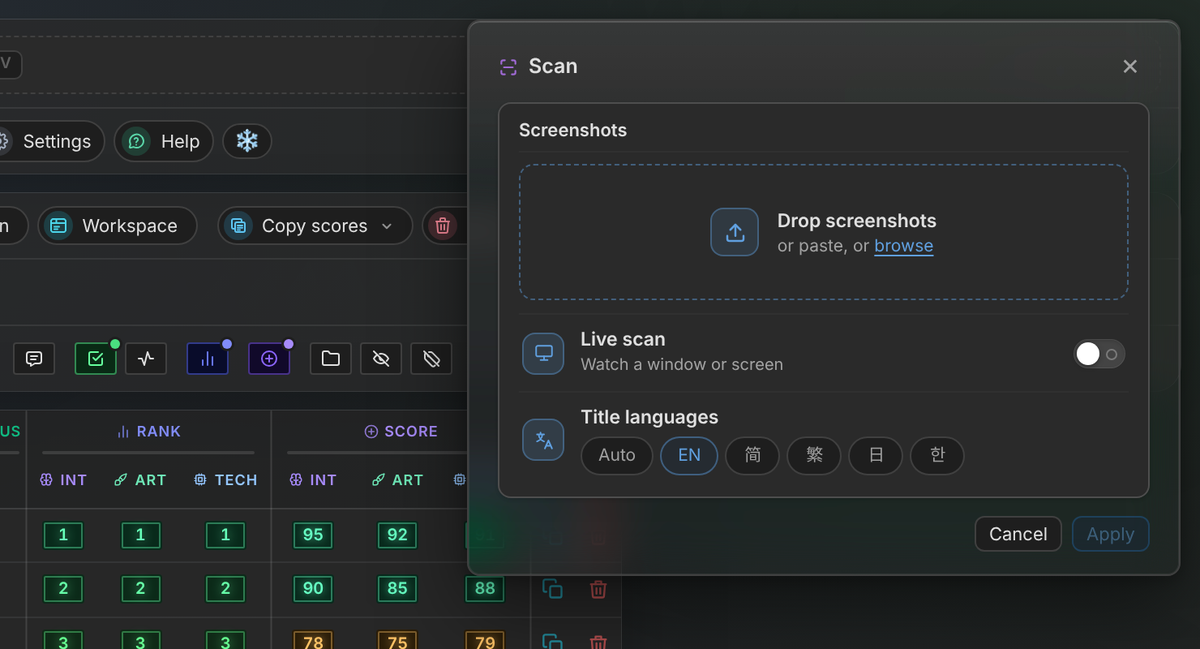 V
Settings
Help
n
Workspace
Copy scores
US
RANK
SCORE
INT
ART
TECH
INT
ART
1
1
1
95
92
2
2
2
90
85
88
3
3
3
78
75
79
Scan
Screenshots
Drop screenshots
or paste, or browse
Live scan
Watch a window or screen
Title languages
Auto
EN
简
繁
日
한
Cancel
Apply